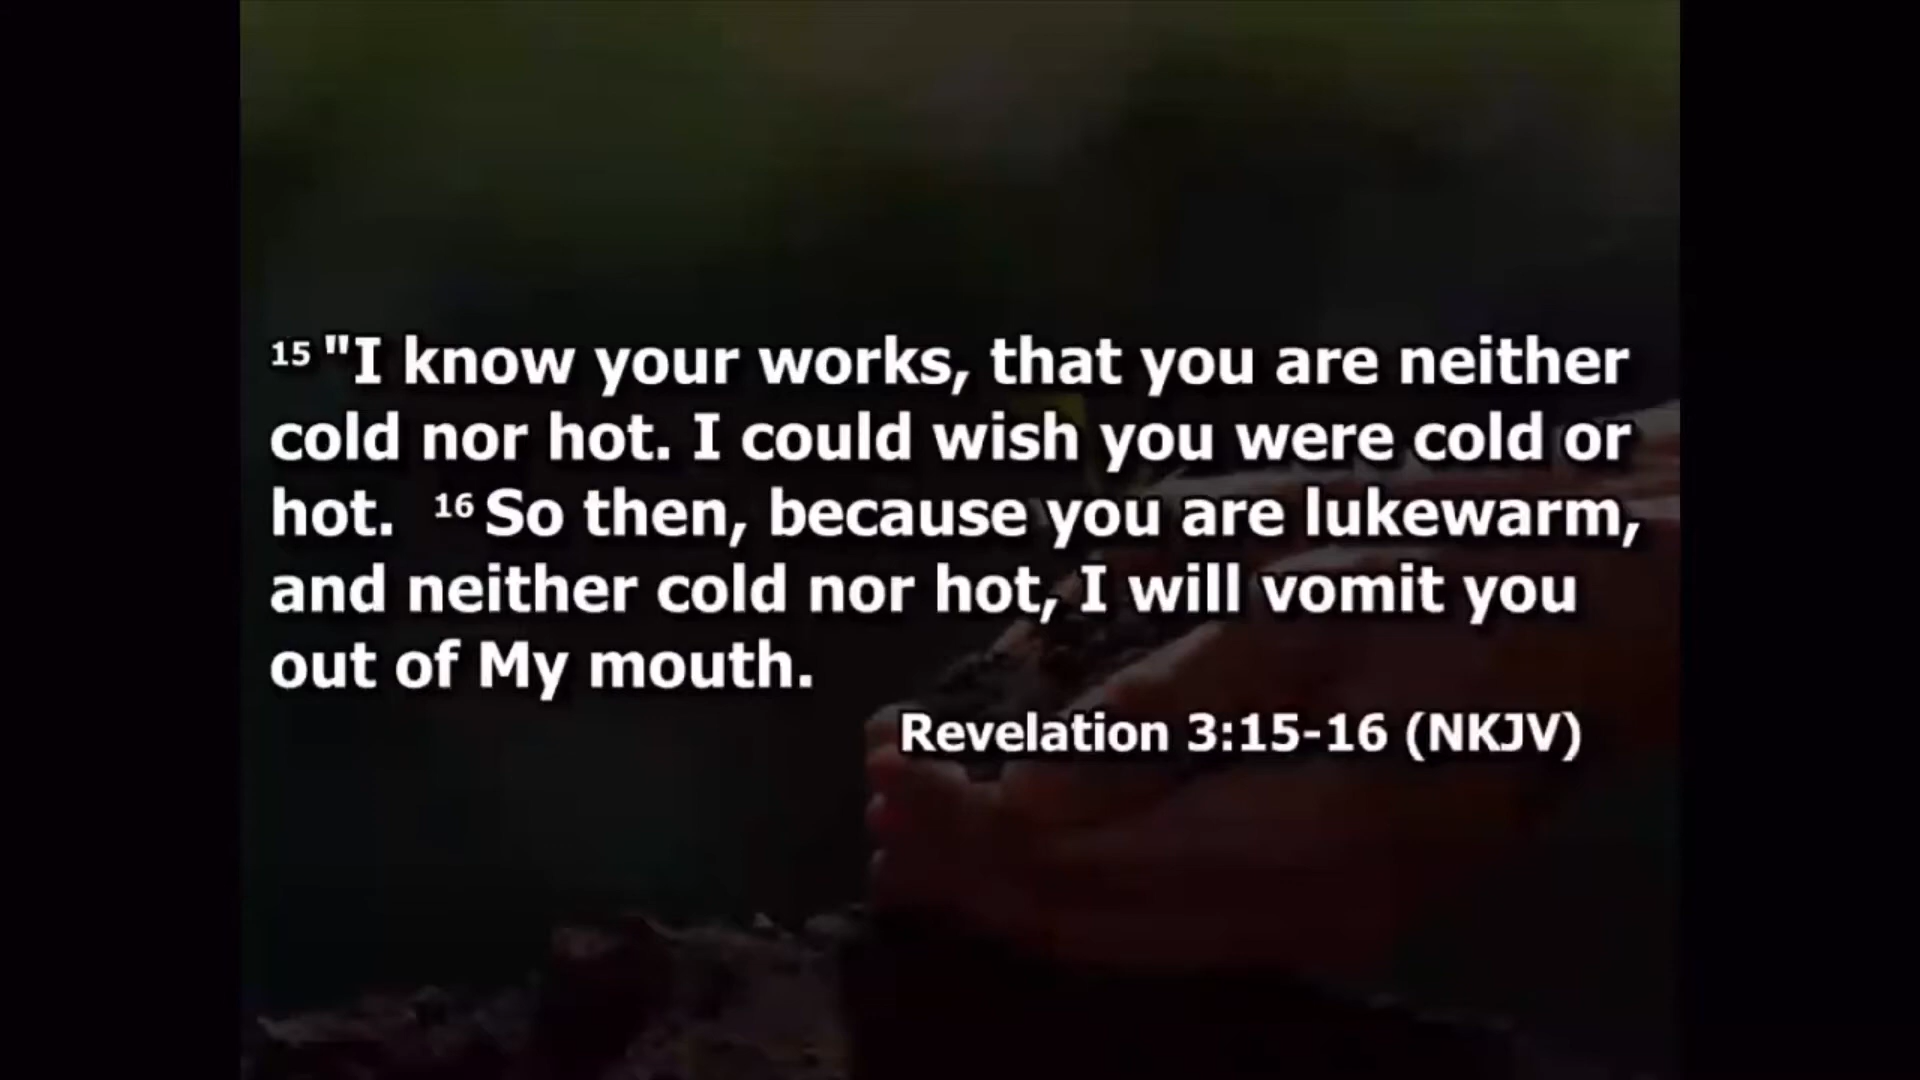 15 "I know your works, that you are neither
cold nor hot. I could wish you were cold or
hot. 16 So then, because you are lukewarm,
and neither cold nor hot, I will vomit you
out of My mouth.
Revelation 3:15-16 (NKJV)